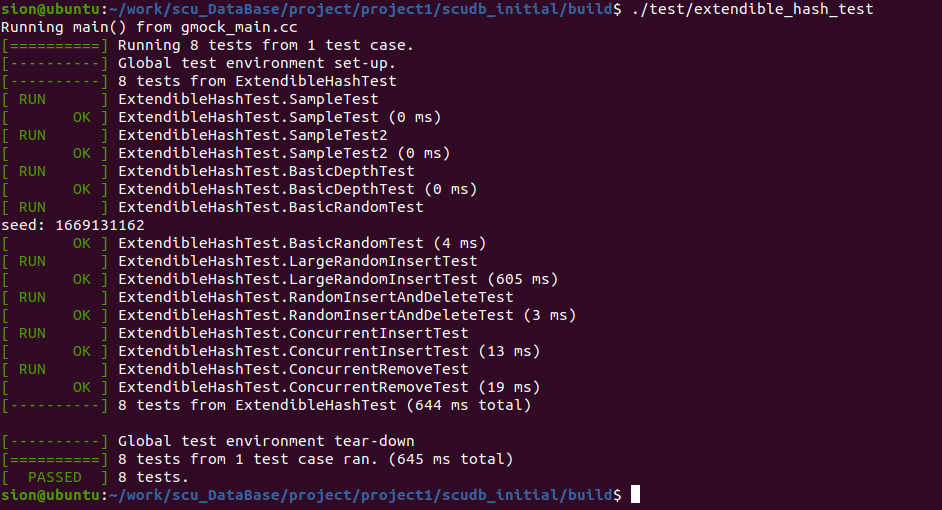 sion@ubuntu:~/work/scu_DataBase/project/project1/scudb_initial/build$ ./test/extendible_hash_test
Running main() from gmock_main.cc
[==========] Running 8 tests from 1 test case.
[----------] Global test environment set-up.
[----------] 8 tests from ExtendibleHashTest
[ RUN      ] ExtendibleHashTest.SampleTest
[       OK ] ExtendibleHashTest.SampleTest (0 ms)
[ RUN      ] ExtendibleHashTest.SampleTest2
[       OK ] ExtendibleHashTest.SampleTest2 (0 ms)
[ RUN      ] ExtendibleHashTest.BasicDepthTest
[       OK ] ExtendibleHashTest.BasicDepthTest (0 ms)
[ RUN      ] ExtendibleHashTest.BasicRandomTest
seed: 1669131162
[       OK ] ExtendibleHashTest.BasicRandomTest (4 ms)
[ RUN      ] ExtendibleHashTest.LargeRandomInsertTest
[       OK ] ExtendibleHashTest.LargeRandomInsertTest (605 ms)
[ RUN      ] ExtendibleHashTest.RandomInsertAndDeleteTest
[       OK ] ExtendibleHashTest.RandomInsertAndDeleteTest (3 ms)
[ RUN      ] ExtendibleHashTest.ConcurrentInsertTest
[       OK ] ExtendibleHashTest.ConcurrentInsertTest (13 ms)
[ RUN      ] ExtendibleHashTest.ConcurrentRemoveTest
[       OK ] ExtendibleHashTest.ConcurrentRemoveTest (19 ms)
[----------] 8 tests from ExtendibleHashTest (644 ms total)

[----------] Global test environment tear-down
[==========] 8 tests from 1 test case ran. (645 ms total)
[  PASSED  ] 8 tests.
sion@ubuntu:~/work/scu_DataBase/project/project1/scudb_initial/build$